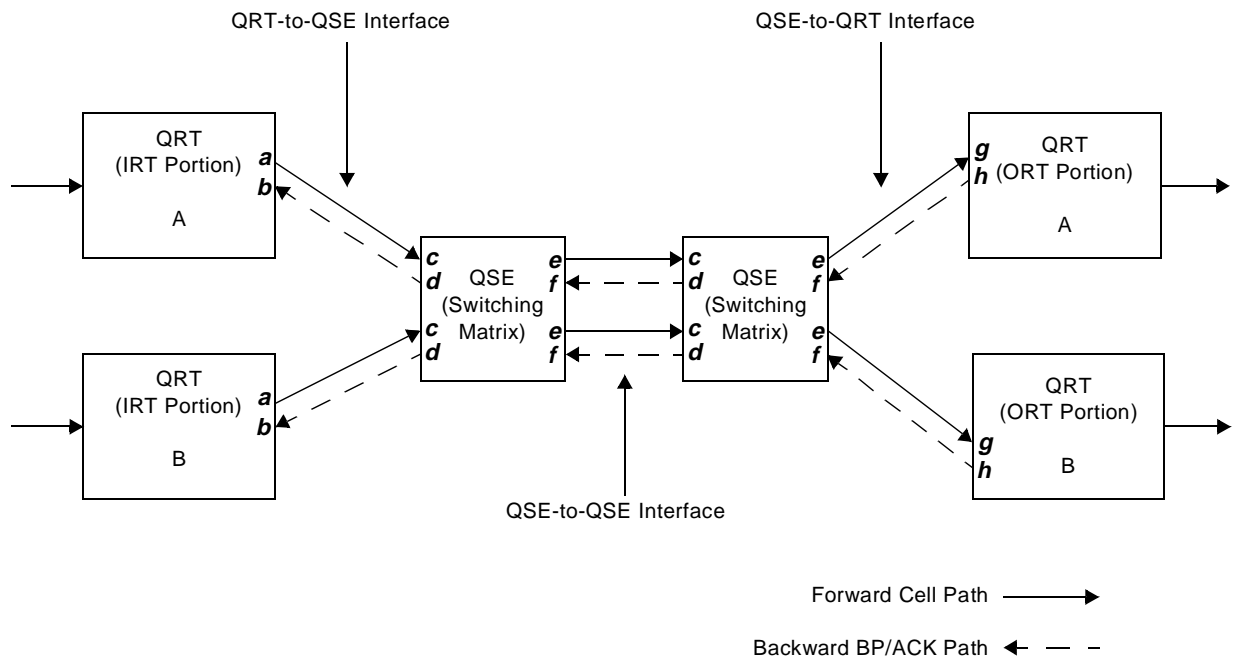 QRT-to-QSE Interface
QSE-to-QRT Interface
QRT
(IRT Portion)
A
a
b
QRT
(ORT Portion)
A
g
h
c
d
c
d
QSE
(Switching
Matrix)
e
f
e
f
c
d
c
d
QSE
(Switching
Matrix)
e
f
e
f
QRT
(IRT Portion)
B
a
b
QRT
(ORT Portion)
B
g
h
QSE-to-QSE Interface
Forward Cell Path
Backward BP/ACK Path